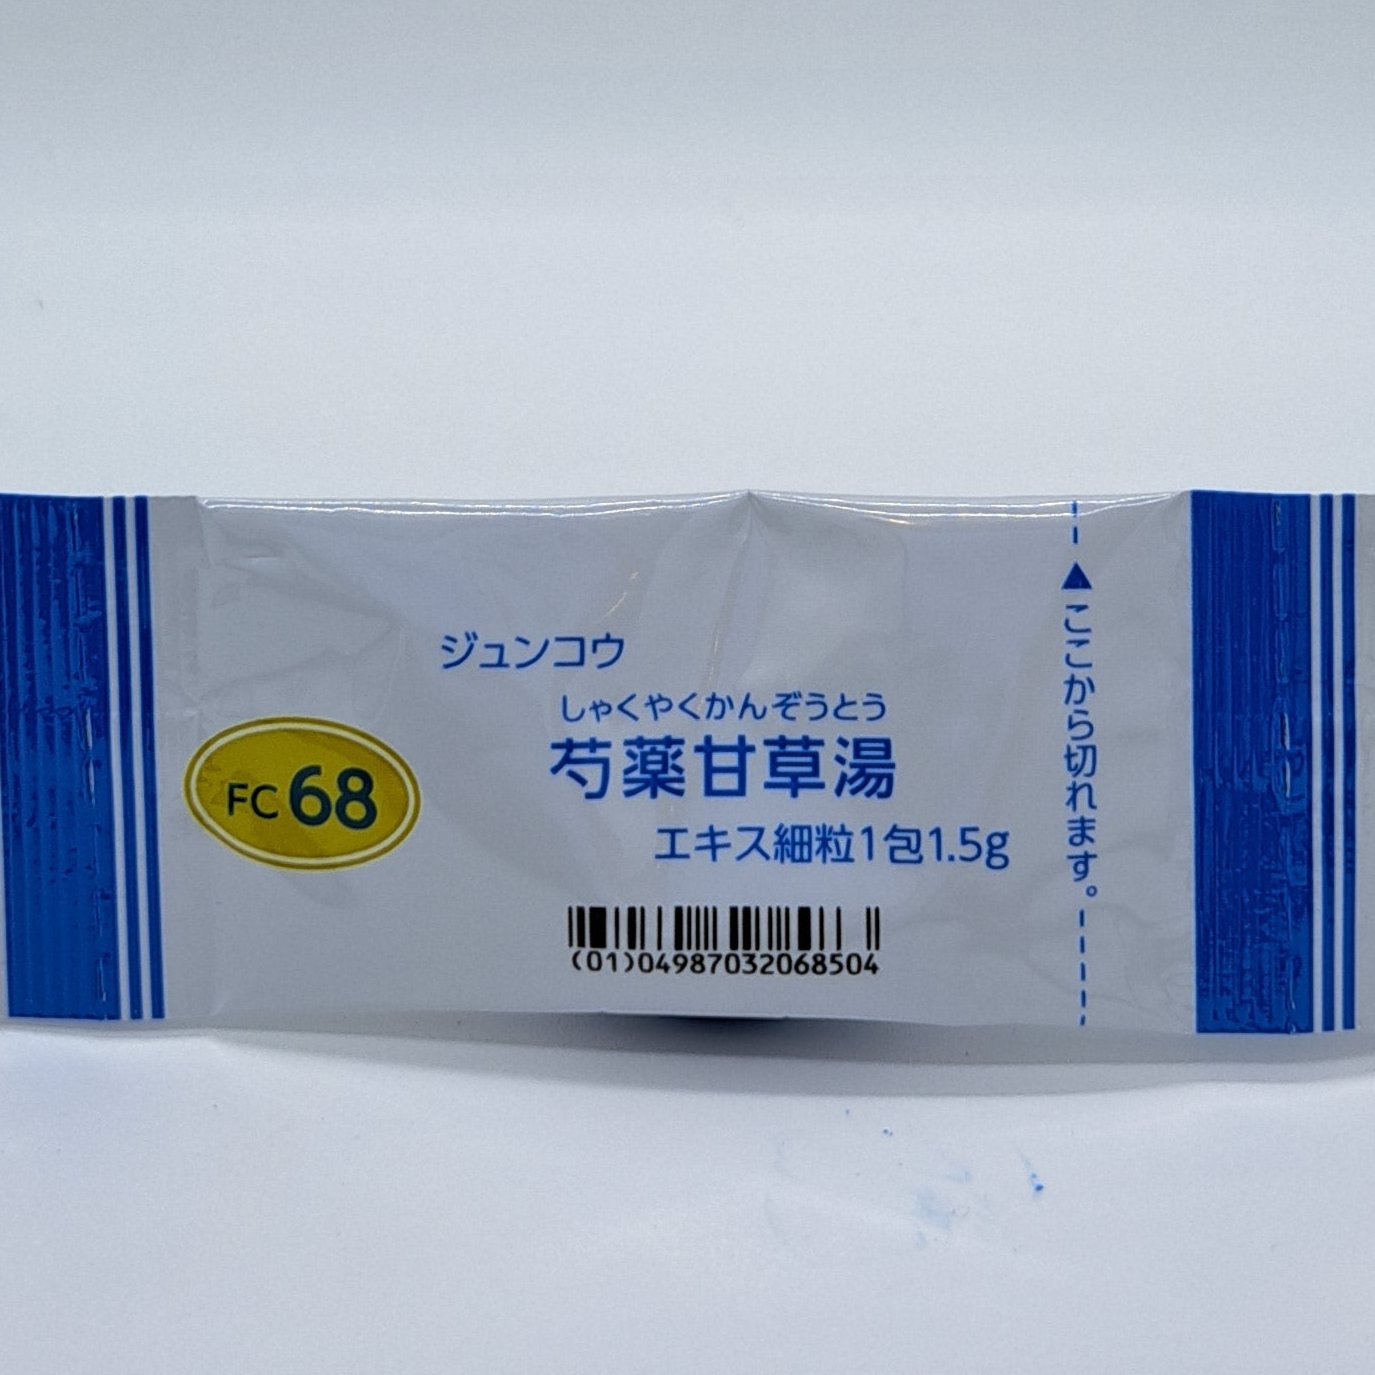 ジュンコウ
しゃくやくかんぞうとう
芍薬甘草湯
エキス細粒1包1.5g
FC68
(01)04987032068504
▲ここから切れます。